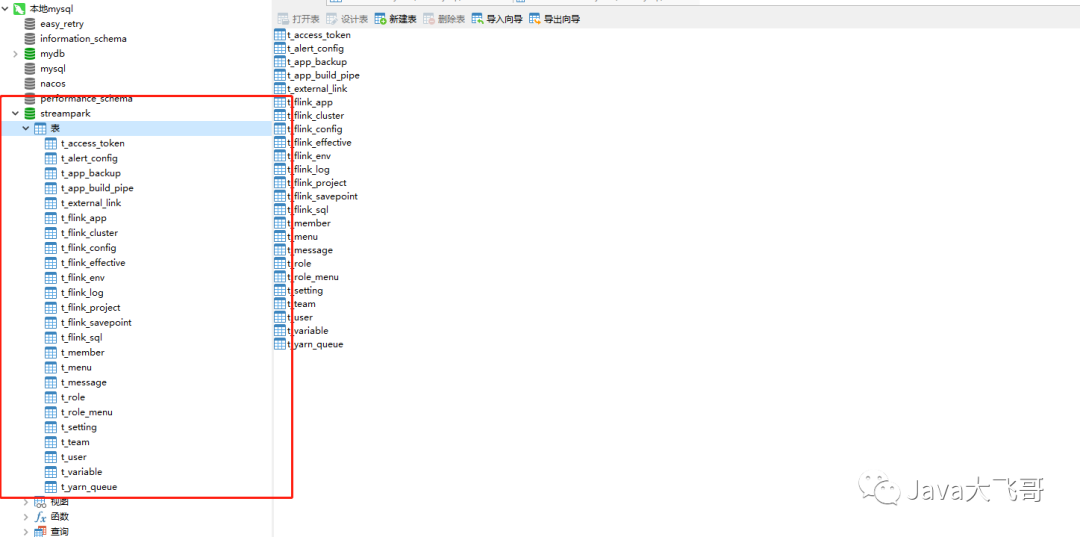 本地mysql
easy_retry
information_schema
mydb
mysql
nacos
performance_schema
streampark
表
t_access_token
t_alert_config
t_app_backup
t_app_build_pipe
t_external_link
t_flink_app
t_flink_cluster
t_flink_config
t_flink_effective
t_flink_env
t_flink_log
t_flink_project
t_flink_savepoint
t_flink_sql
t_member
t_menu
t_message
t_role
t_role_menu
t_setting
t_team
t_user
t_variable
t_yarn_queue
视图
函数
查询
打开表 设计表 新建表 删除表 导入向导 导出向导
t_access_token
t_alert_config
t_app_backup
t_app_build_pipe
t_external_link
t_flink_app
t_flink_cluster
t_flink_config
t_flink_effective
t_flink_env
t_flink_log
t_flink_project
t_flink_savepoint
t_flink_sql
t_member
t_menu
t_message
t_role
t_role_menu
t_setting
t_team
t_user
t_variable
t_yarn_queue
Java大飞哥